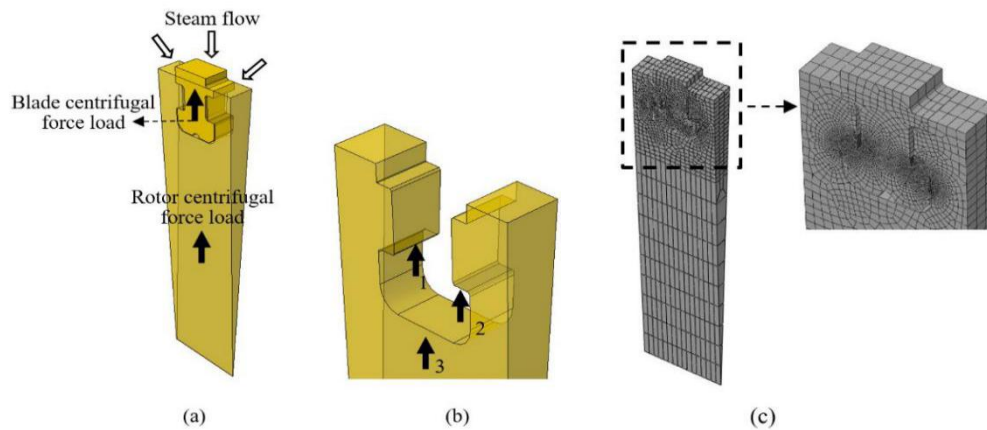 Steam flow
Blade centrifugal
force load
Rotor centrifugal
force load
1
2
3
(a)
(b)
(c)